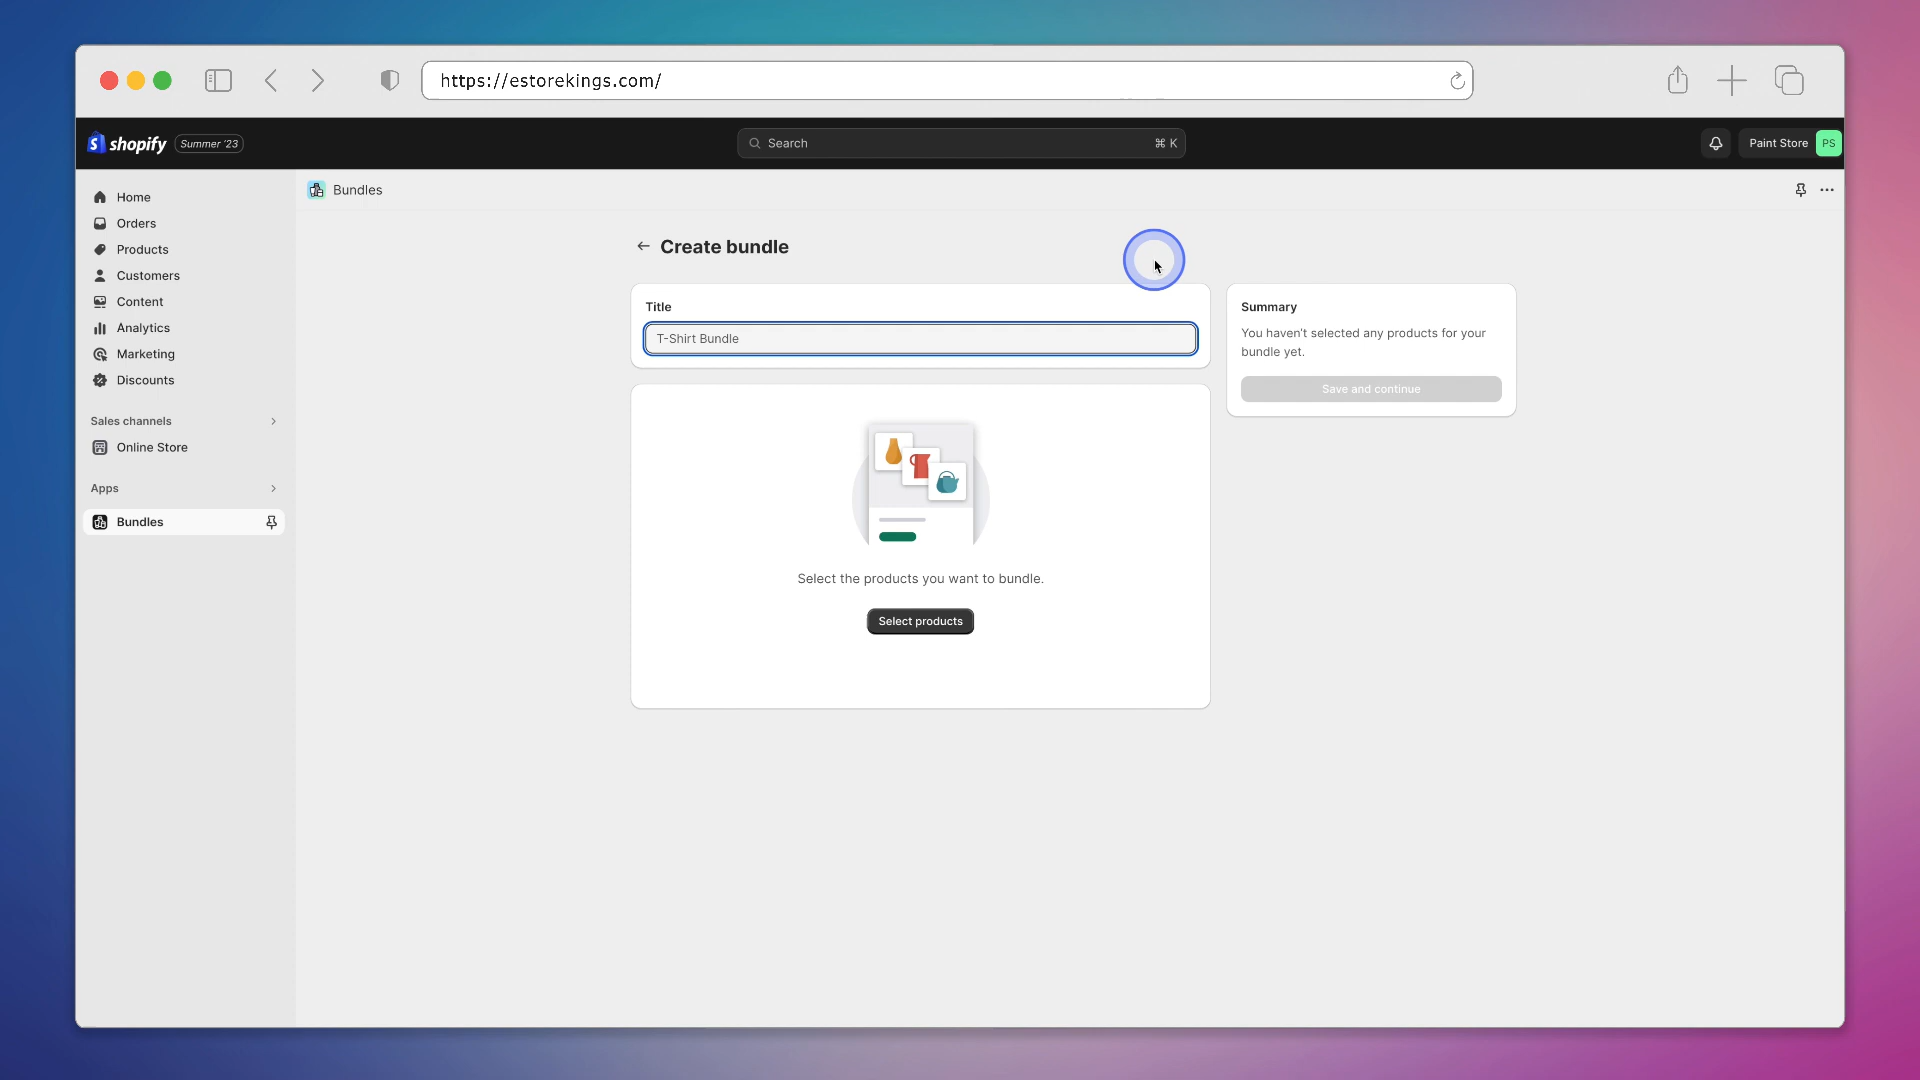 https://estorekings.com/
shopify Summer '23
Search ⌘ K
Paint Store PS
Home
Orders
Products
Customers
Content
Analytics
Marketing
Discounts
Sales channels
Online Store
Apps
Bundles
Bundles
Create bundle
Title
T-Shirt Bundle
Select the products you want to bundle.
Select products
Summary
You haven't selected any products for your
bundle yet.
Save and continue